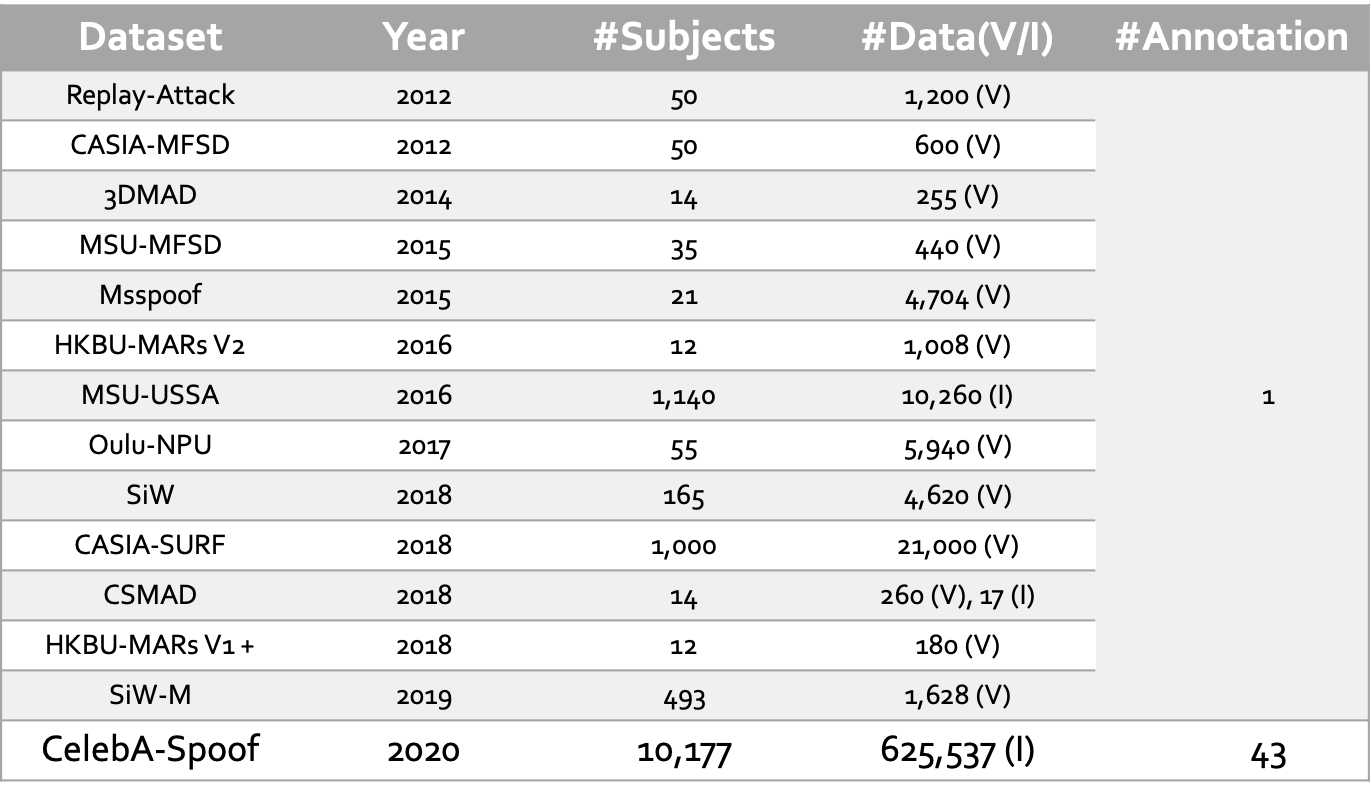 Dataset Year #Subjects #Data(V/I) #Annotation
Replay-Attack 2012 50 1,200 (V)
CASIA-MFSD 2012 50 600 (V)
3DMAD 2014 14 255 (V)
MSU-MFSD 2015 35 440 (V)
Msspoof 2015 21 4,704 (V)
HKBU-MARs V2 2016 12 1,008 (V)
MSU-USSA 2016 1,140 10,260 (I) 1
Oulu-NPU 2017 55 5,940 (V)
SiW 2018 165 4,620 (V)
CASIA-SURF 2018 1,000 21,000 (V)
CSMAD 2018 14 260 (V), 17 (I)
HKBU-MARs V1 + 2018 12 180 (V)
SiW-M 2019 493 1,628 (V)
CelebA-Spoof 2020 10,177 625,537 (I) 43